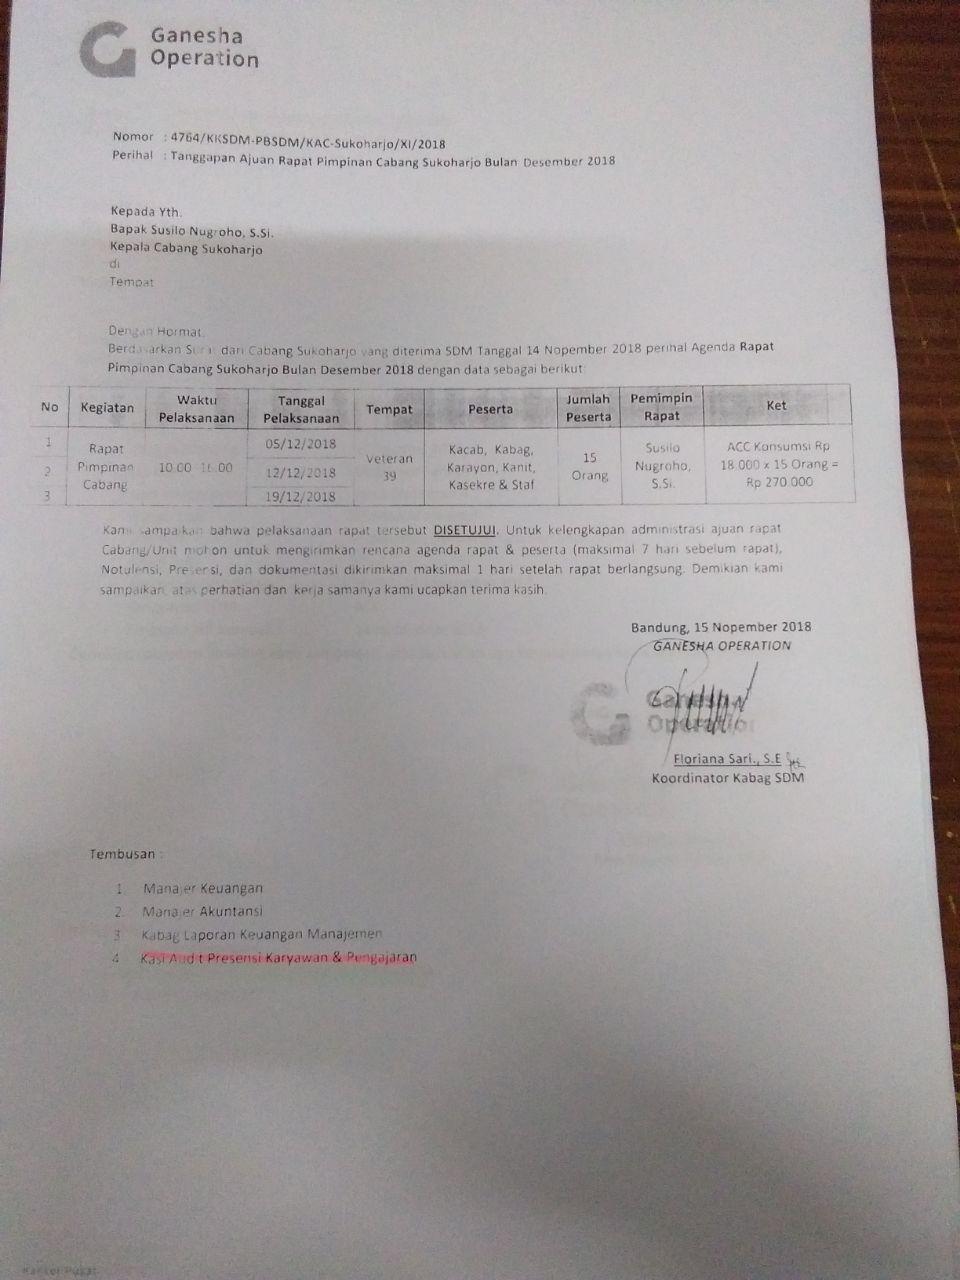 Ganesha
Operation
Nomor : 4764/KKSDM-PBSDM/KAC-Sukoharjo/XI/2018
Perihal : Tanggapan Ajuan Rapat Pimpinan Cabang Sukoharjo Bulan Desember 2018
Kepada Yth.
Bapak Susilo Nugroho, S.Si.
Kepala Cabang Sukoharjo
di
Tempat
Dengan Hormat,
Berdasarkan Surat dari Cabang Sukoharjo yang diterima SDM Tanggal 14 Nopember 2018 perihal Agenda Rapat
Pimpinan Cabang Sukoharjo Bulan Desember 2018 dengan data sebagai berikut:
No Kegiatan Waktu Pelaksanaan Tanggal Pelaksanaan Tempat Peserta Jumlah Peserta Pemimpin Rapat Ket
1 2 3 Rapat Pimpinan Cabang 10.00 16.00 05/12/2018 12/12/2018 19/12/2018 Veteran 39 Kacab, Kabag, Karayon, Kanit, Kasekre & Staf 15 Orang Susilo Nugroho, S.Si. ACC Konsumsi Rp 18.000 x 15 Orang = Rp 270.000
Kami sampaikan bahwa pelaksanaan rapat tersebut DISETUJUI. Untuk kelengkapan administrasi ajuan rapat
Cabang/Unit mohon untuk mengirimkan rencana agenda rapat & peserta (maksimal 7 hari sebelum rapat),
Notulensi, Presensi, dan dokumentasi dikirimkan maksimal 1 hari setelah rapat berlangsung. Demikian kami
sampaikan, atas perhatian dan kerja samanya kami ucapkan terima kasih.
Bandung, 15 Nopember 2018
GANESHA OPERATION
Ganesha
Operation
Floriana Sari., S.E
Koordinator Kabag SDM
Tembusan :
1. Manajer Keuangan
2. Manajer Akuntansi
3 Kabag Laporan Keuangan Manajemen
4 Kasi Audit Presensi Karyawan & Pengajaran
Kantor Pusat